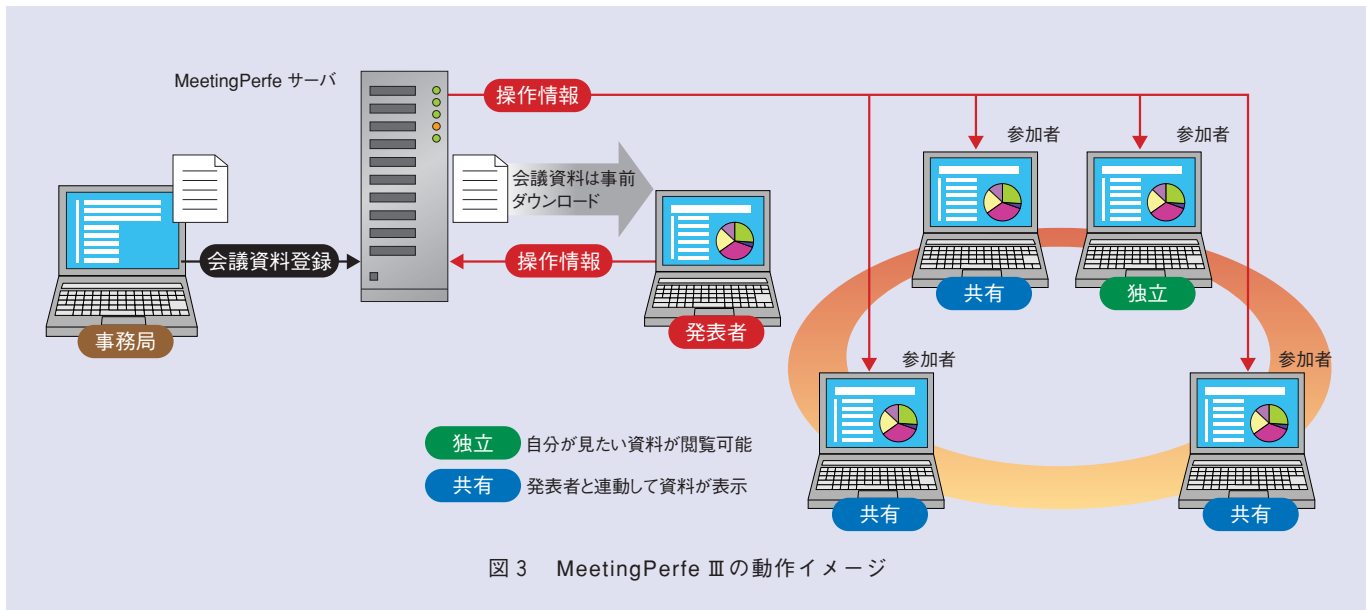 MeetingPerfe サーバ
操作情報
会議資料は事前
ダウンロード
会議資料登録
操作情報
事務局
発表者
参加者
参加者
共有
独立
参加者
参加者
共有
共有
独立 自分が見たい資料が閲覧可能
共有 発表者と連動して資料が表示
図3 MeetingPerfe Ⅲの動作イメージ